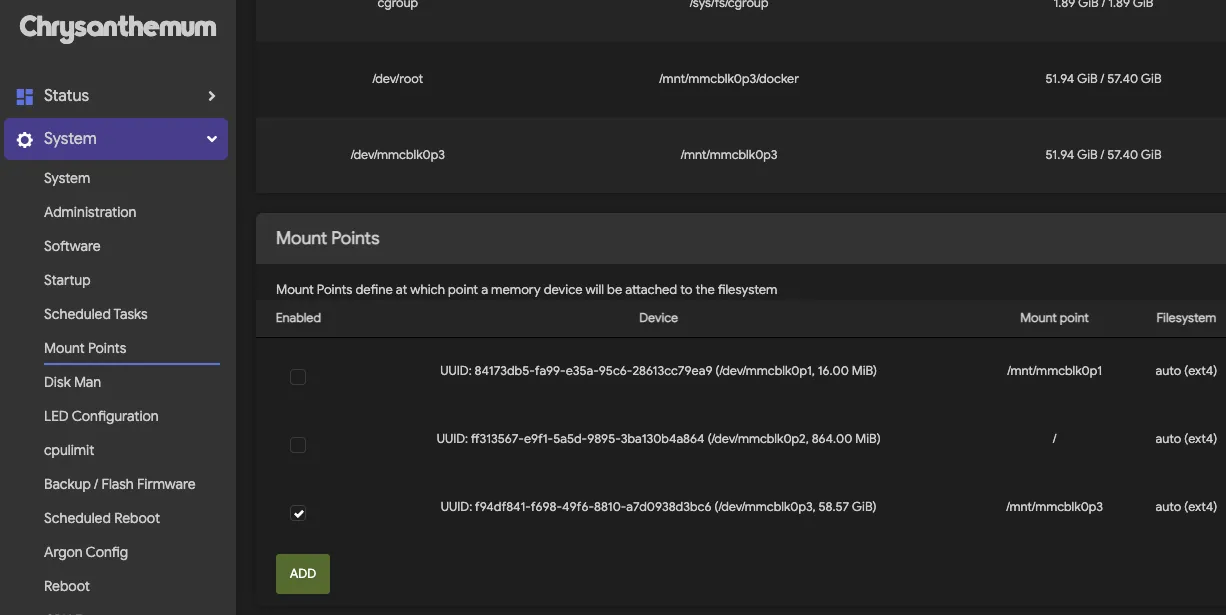 Chrysanthemum
Status
System
System
Administration
Software
Startup
Scheduled Tasks
Mount Points
Disk Man
LED Configuration
cpulimit
Backup / Flash Firmware
Scheduled Reboot
Argon Config
Reboot
cgroup /sys/fs/cgroup 1.89 GiB / 1.89 GiB
/dev/root /mnt/mmcblk0p3/docker 51.94 GiB / 57.40 GiB
/dev/mmcblk0p3 /mnt/mmcblk0p3 51.94 GiB / 57.40 GiB
Mount Points
Mount Points define at which point a memory device will be attached to the filesystem
Enabled Device Mount point Filesystem
UUID: 84173db5-fa99-e35a-95c6-28613cc79ea9 (/dev/mmcblk0p1, 16.00 MiB) /mnt/mmcblk0p1 auto (ext4)
UUID: ff313567-e9f1-5a5d-9895-3ba130b4a864 (/dev/mmcblk0p2, 864.00 MiB) / auto (ext4)
UUID: f94df841-f698-49f6-8810-a7d0938d3bc6 (/dev/mmcblk0p3, 58.57 GiB) /mnt/mmcblk0p3 auto (ext4)
ADD